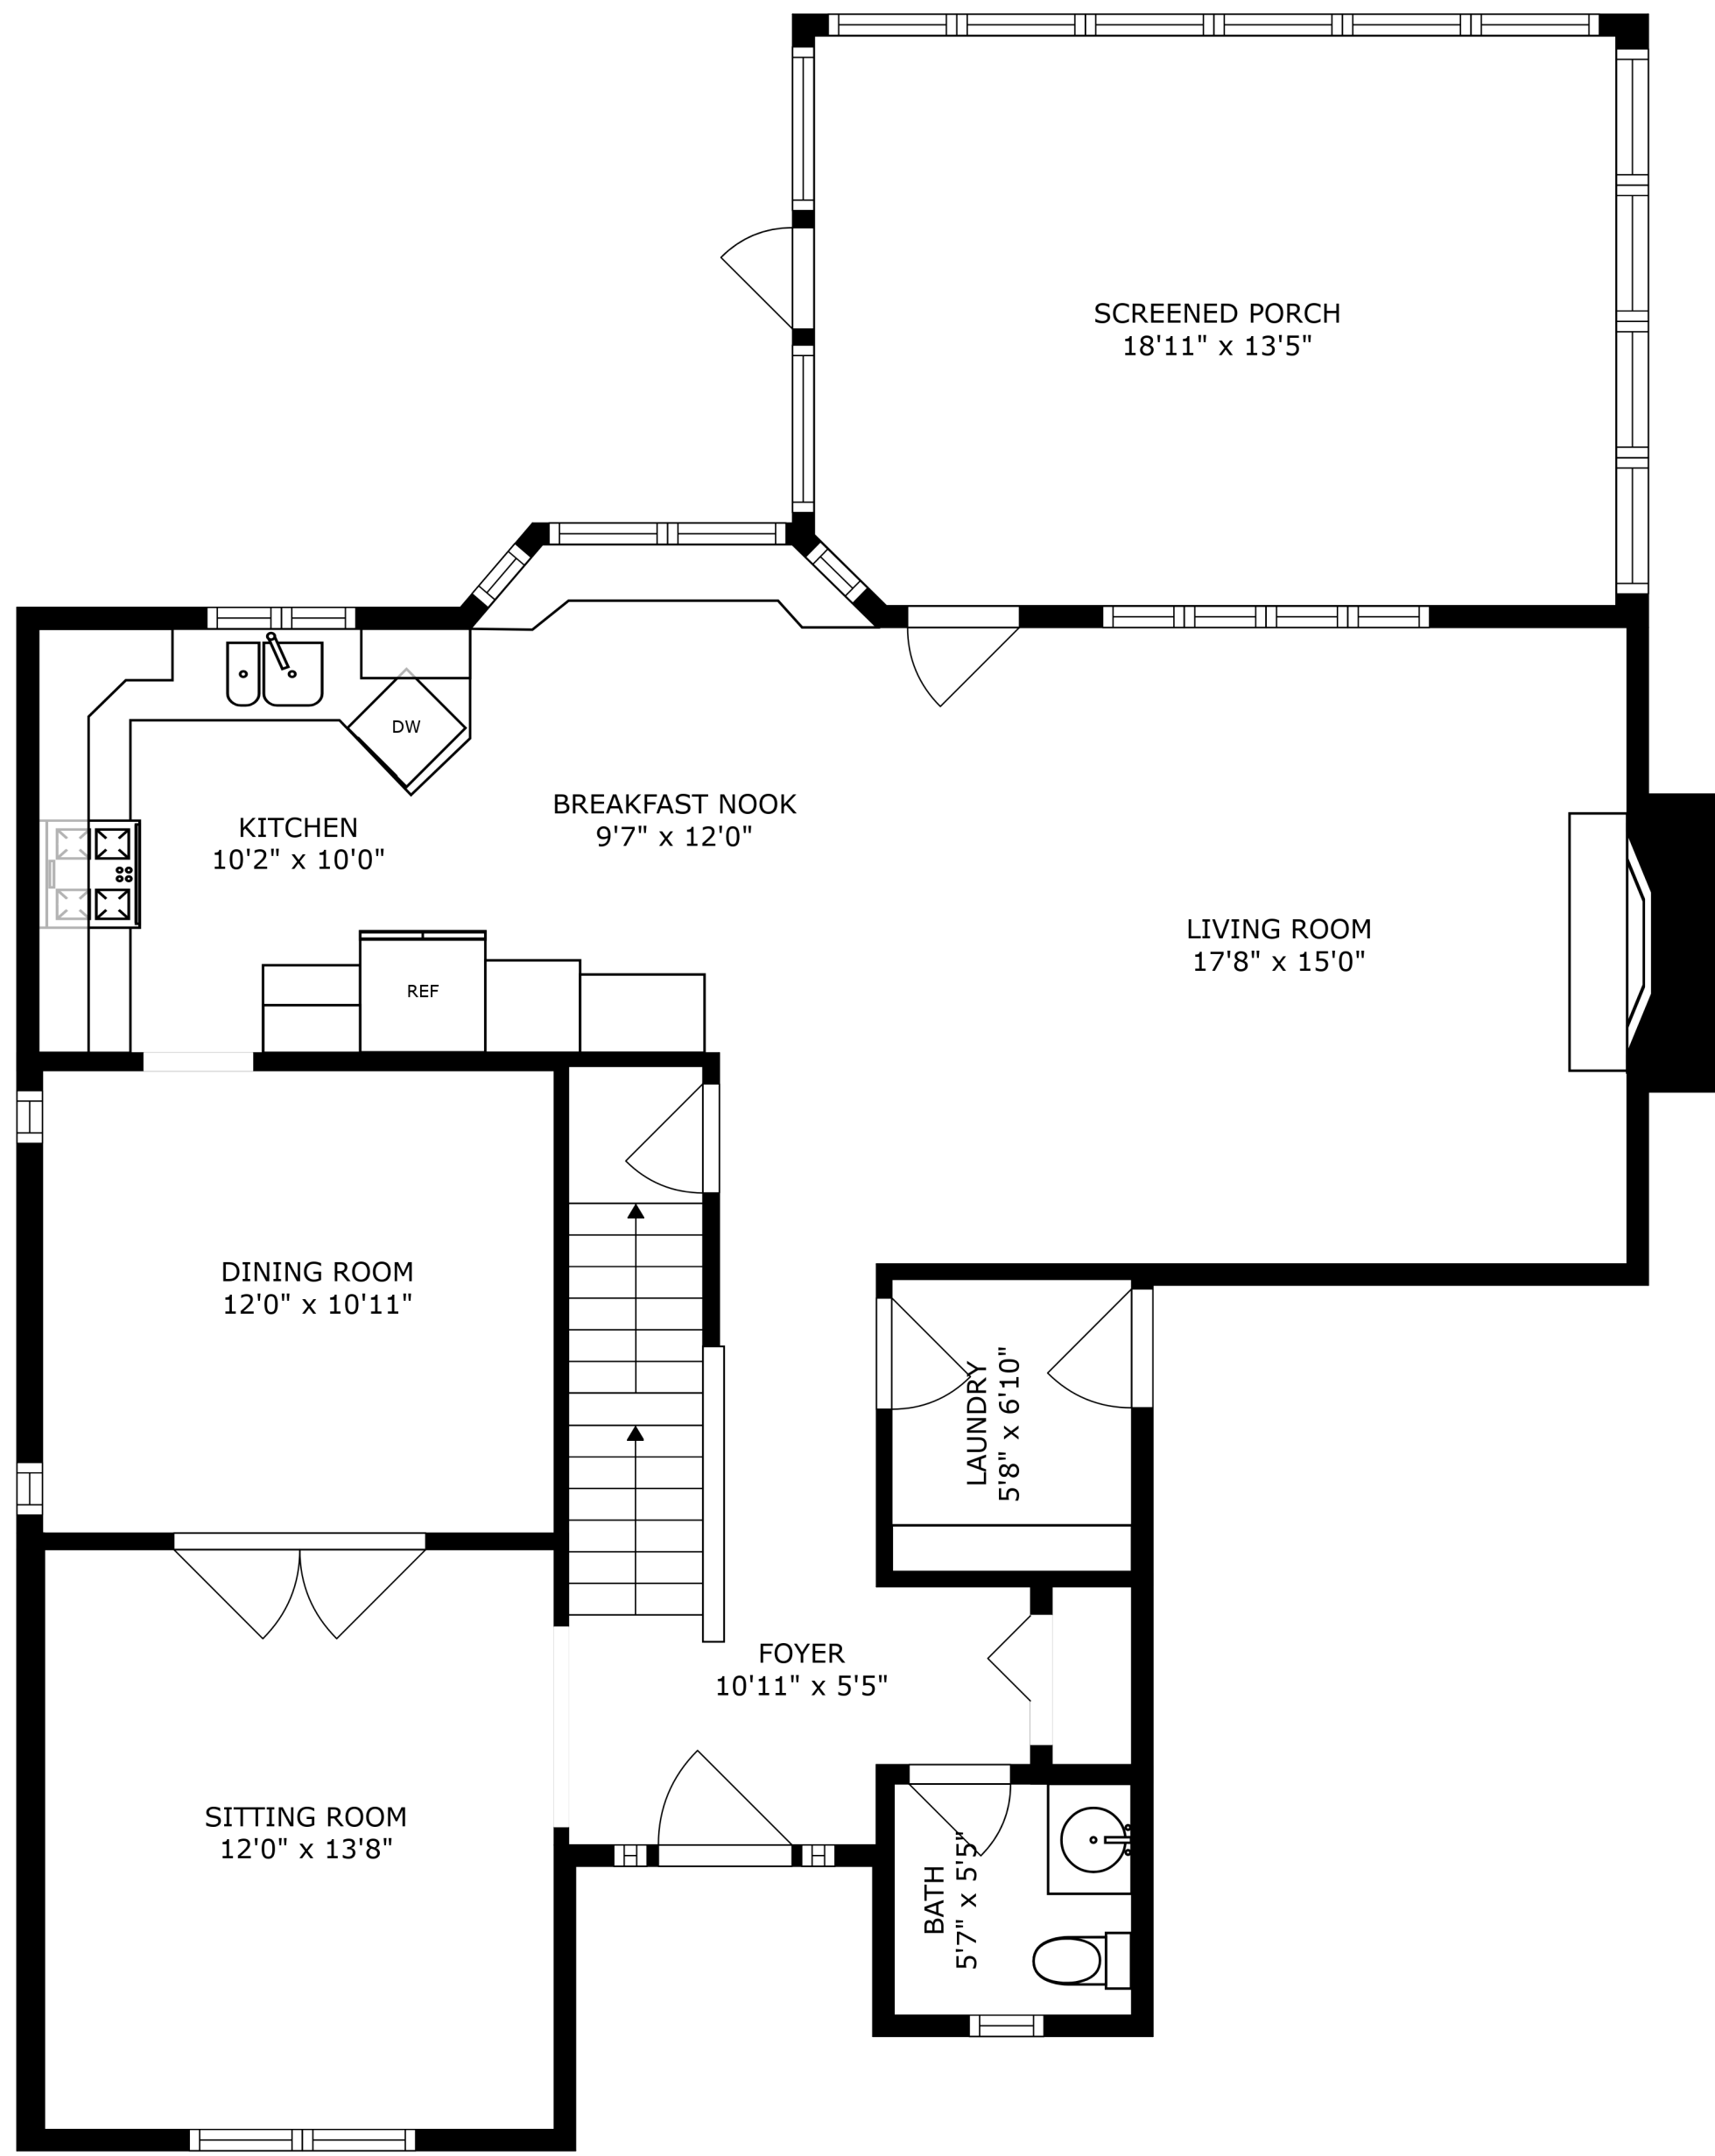 SCREENED PORCH
18'11" x 13'5"
DW
BREAKFAST NOOK
9'7" x 12'0"
KITCHEN
10'2" x 10'0"
LIVING ROOM
17'8" x 15'0"
REF
DINING ROOM
12'0" x 10'11"
LAUNDRY
5'8" x 6'10"
FOYER
10'11" x 5'5"
SITTING ROOM
12'0" x 13'8"
BATH
5'7" x 5'5"